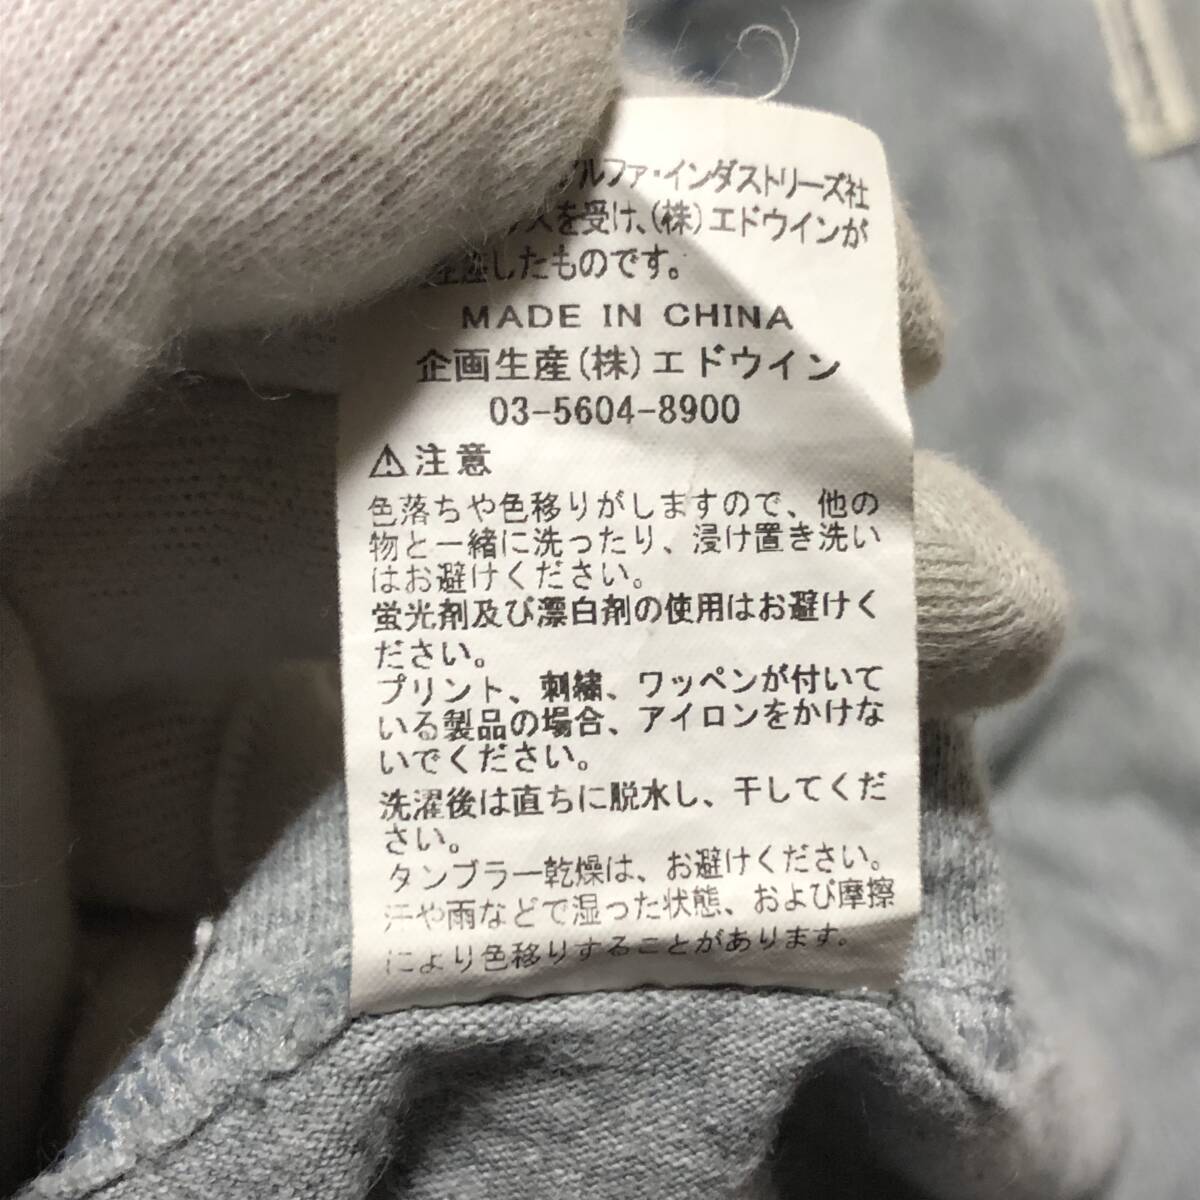 アルファ・インダストリーズ社
を受け、(株)エドウインが
したものです。
MADE IN CHINA
企画生産(株)エドウイン
03-5604-8900
⚠注意
色落ちや色移りがしますので、他の
物と一緒に洗ったり、浸け置き洗い
はお避けください。
蛍光剤及び漂白剤の使用はお避けく
ださい。
プリント、刺繍、ワッペンが付いて
いる製品の場合、アイロンをかけな
いでください。
洗濯後は直ちに脱水し、干してくだ
さい。
タンブラー乾燥は、お避けください。
汗や雨などで湿った状態、および摩擦
により色移りすることがあります。